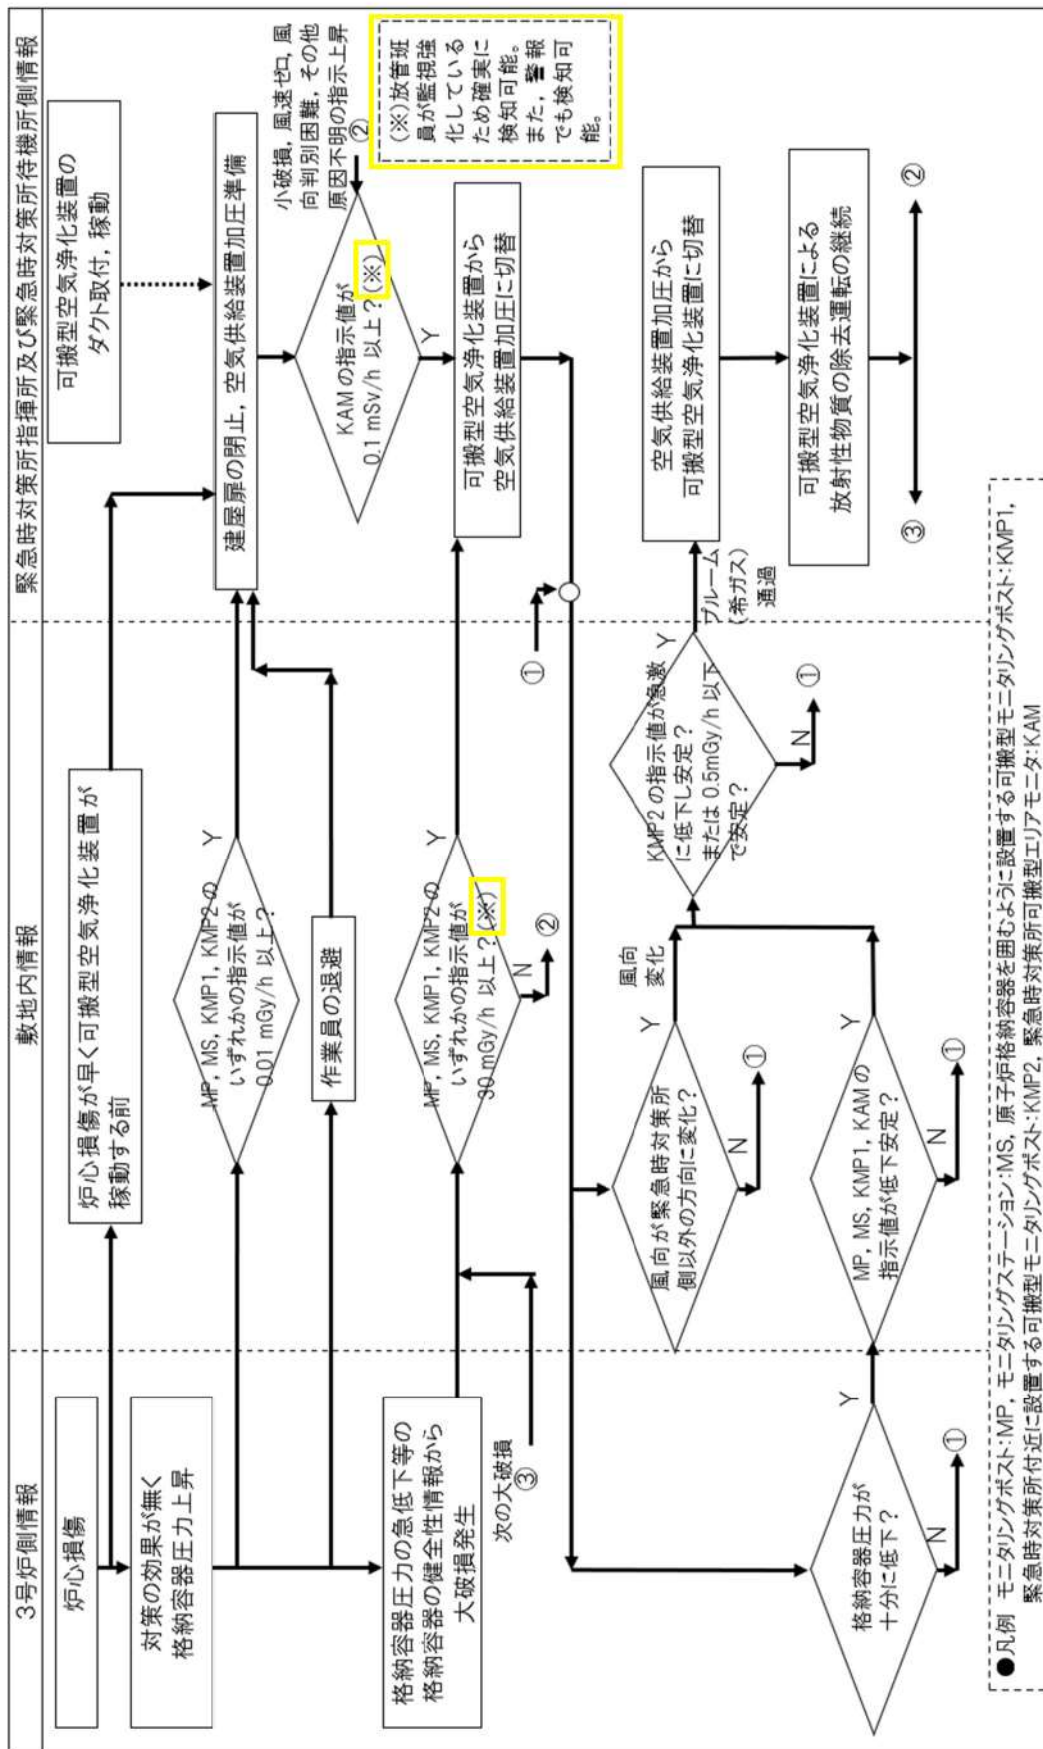 3号炉側情報
敷地内情報
緊急時対策所指揮所及び緊急時対策所待機所側情報
炉心損傷
対策の効果が無く
格納容器圧力上昇
格納容器圧力の急低下等の
格納容器の健全性情報から
大破損発生
次の大破損
③
格納容器圧力が
十分に低下?
Y
N
①
炉心損傷が早く可搬型空気浄化装置が
稼動する前
MP, MS, KMP1, KMP2の
いずれかの指示値が
0.01 mGy/h 以上?
Y
作業員の退避
MP, MS, KMP1, KMP2の
いずれかの指示値が
30 mGy/h 以上?(※)
Y
N
②
風向が緊急時対策所
側以外の方向に変化?
Y
N
①
風向
変化
MP, MS, KMP1, KAMの
指示値が低下安定?
Y
N
①
KMP2の指示値が急激
に低下し安定?
または0.5mGy/h 以下
で安定?
Y
N
①
プルーム
(希ガス)
通過
可搬型空気浄化装置の
ダクト取付, 稼動
建屋扉の閉止, 空気供給装置加圧準備
小破損, 風速ゼロ, 風
向判別困難, その他
原因不明の指示上昇
②
KAMの指示値が
0.1 mSv/h 以上?(※)
Y
(※)放管班
員が監視強
化している
ため確実に
検知可能。
また, 警報
でも検知可
能。
可搬型空気浄化装置から
空気供給装置加圧に切替
①
空気供給装置加圧から
可搬型空気浄化装置に切替
可搬型空気浄化装置による
放射性物質の除去運転の継続
③
②
●凡例 モニタリングポスト:MP, モニタリングステーション:MS, 原子炉格納容器を囲むように設置する可搬型モニタリングポスト:KMP1,
緊急時対策所付近に設置する可搬型モニタリングポスト:KMP2, 緊急時対策所可搬型エリアモニタ:KAM